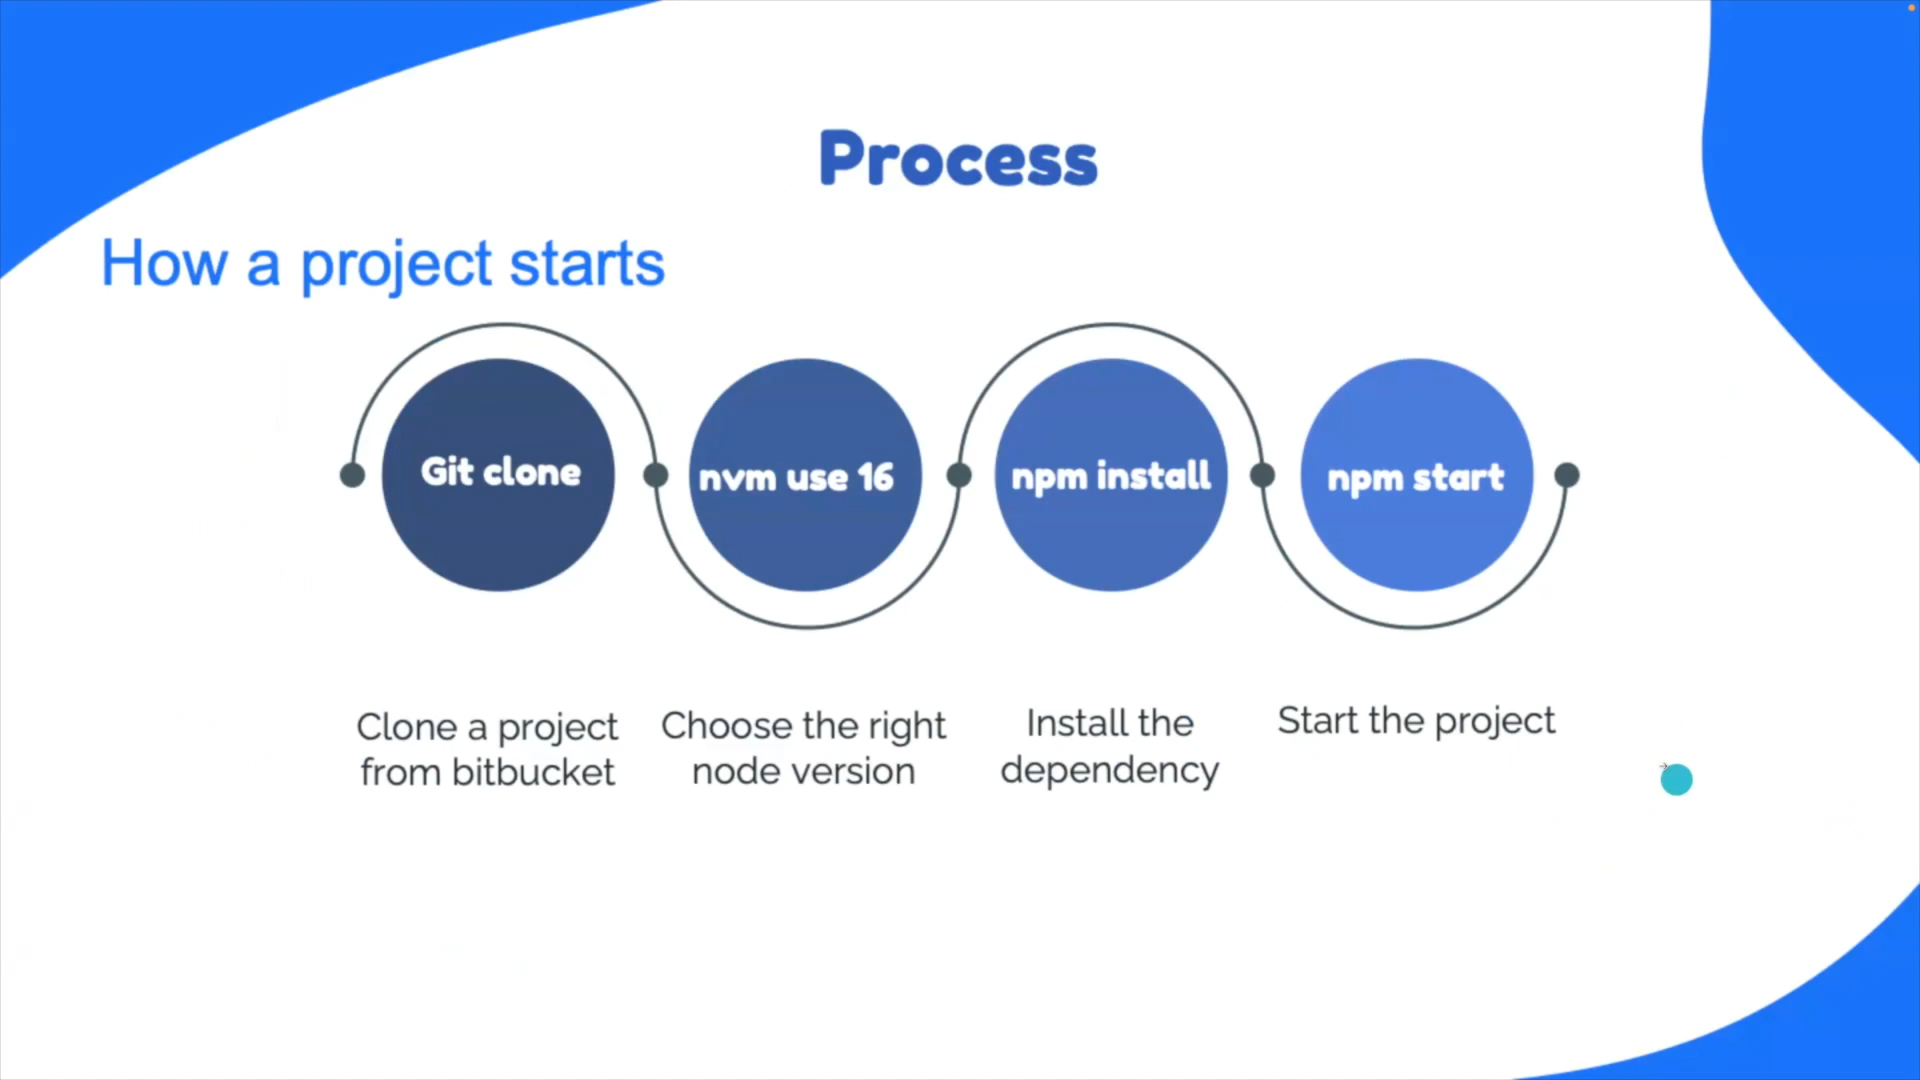 Process
How a project starts
Git clone
nvm use 16
npm install
npm start
Clone a project
from bitbucket
Choose the right
node version
Install the
dependency
Start the project